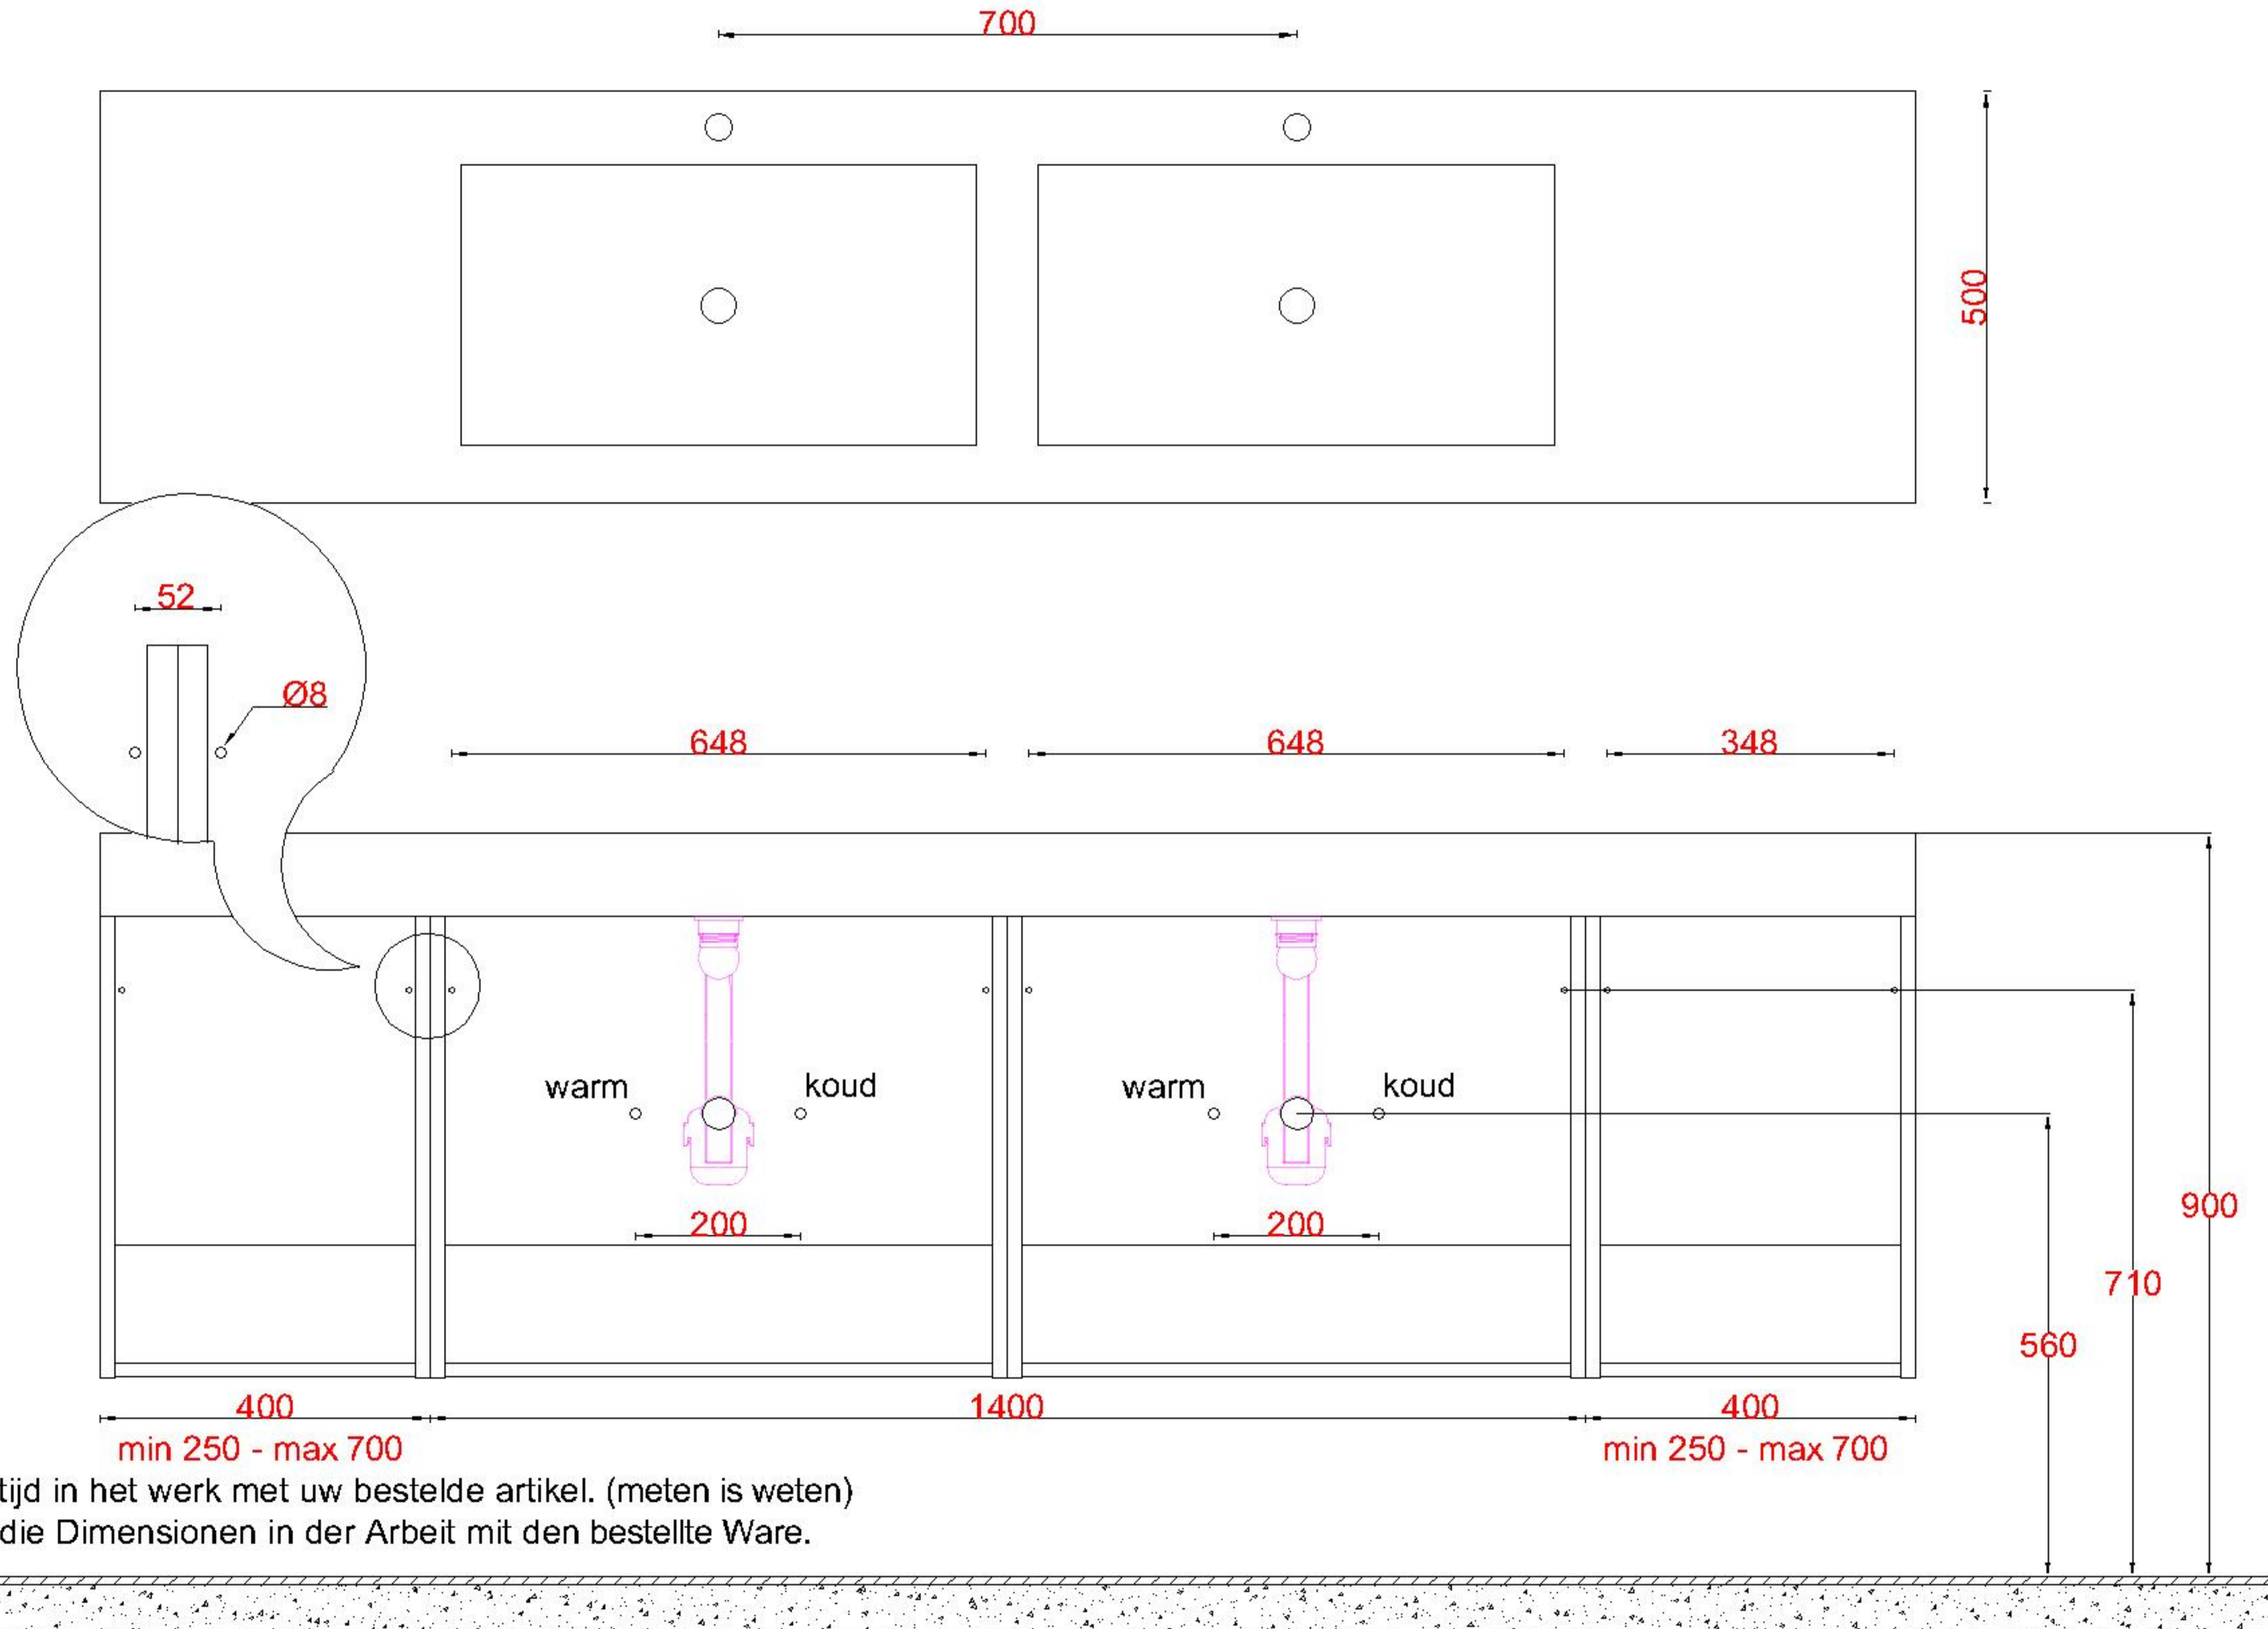 700
500
52
Ø8
648
648
348
warm
koud
warm
koud
200
200
900
710
560
400
1400
400
min 250 - max 700
min 250 - max 700
tijd in het werk met uw bestelde artikel. (meten is weten)
die Dimensionen in der Arbeit mit den bestellte Ware.